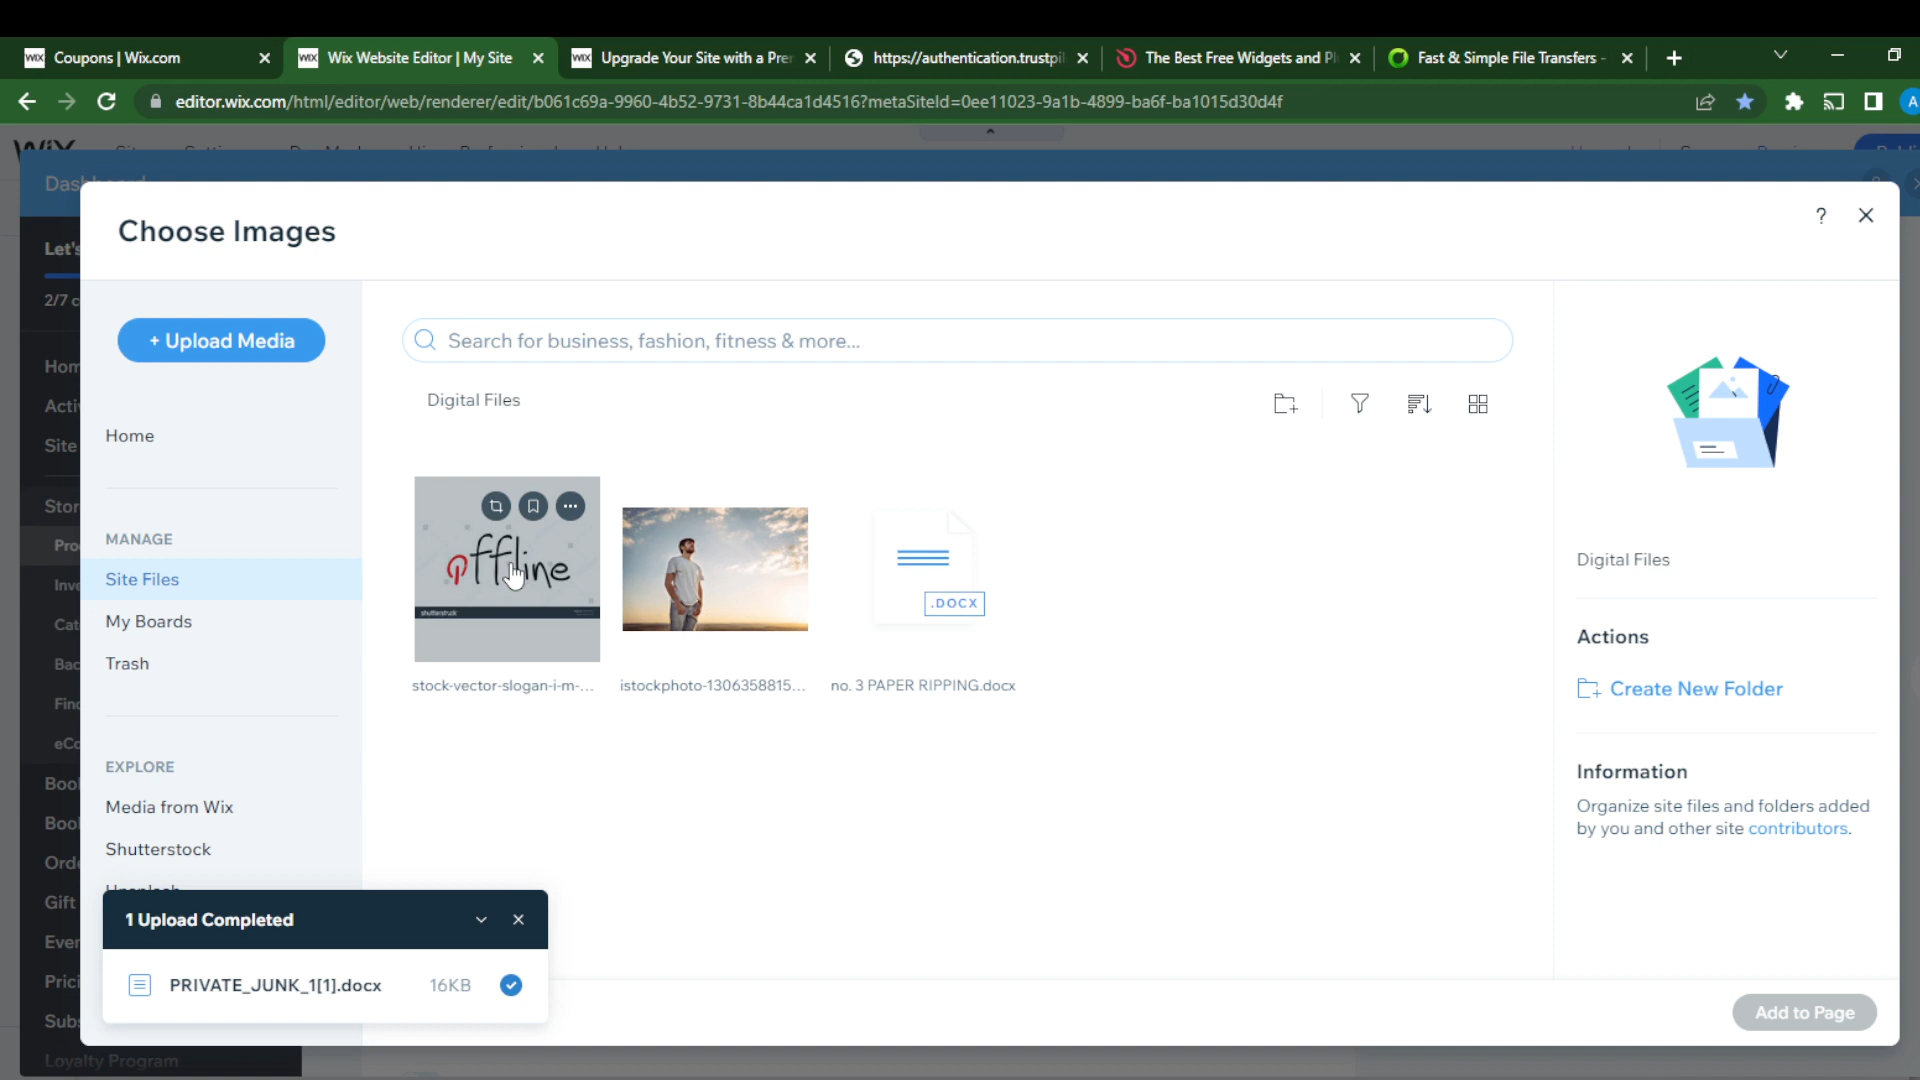 Coupons | Wix.com
Wix Website Editor | My Site
Upgrade Your Site with a Prer
https://authentication.trustpil
The Best Free Widgets and Pl
Fast & Simple File Transfers -
editor.wix.com/html/editor/web/renderer/edit/b061c69a-9960-4b52-9731-8b44ca1d4516?metaSiteId=0ee11023-9a1b-4899-ba6f-ba1015d30d4f
A
WiX
Choose Images
?
Let's
2/7 c
+ Upload Media
Search for business, fashion, fitness & more...
Digital Files
Home
MANAGE
Site Files
My Boards
Trash
EXPLORE
Media from Wix
Shutterstock
offline
shutterstock
.DOCX
stock-vector-slogan-i-m-...
istockphoto-1306358815...
no. 3 PAPER RIPPING.docx
Digital Files
Actions
Create New Folder
Information
Organize site files and folders added
by you and other site contributors.
1 Upload Completed
PRIVATE_JUNK_1[1].docx 16KB
Add to Page
Hom
Activ
Site
Stor
Pro
Inve
Cat
Bac
Find
eCo
Book
Book
Orde
Gift
Even
Prici
Subs
Loyalty Program